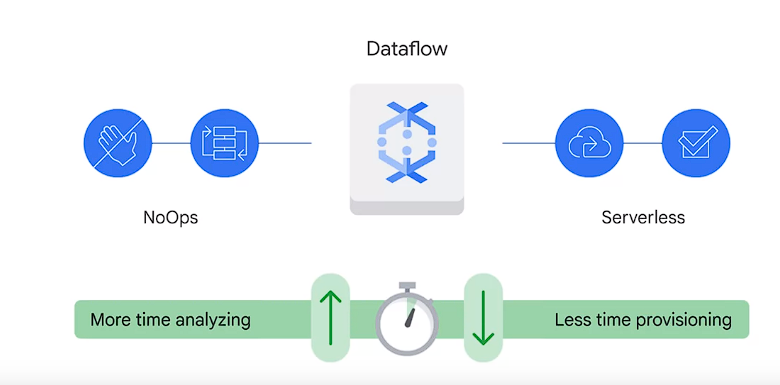 Dataflow
NoOps
Serverless
More time analyzing
Less time provisioning